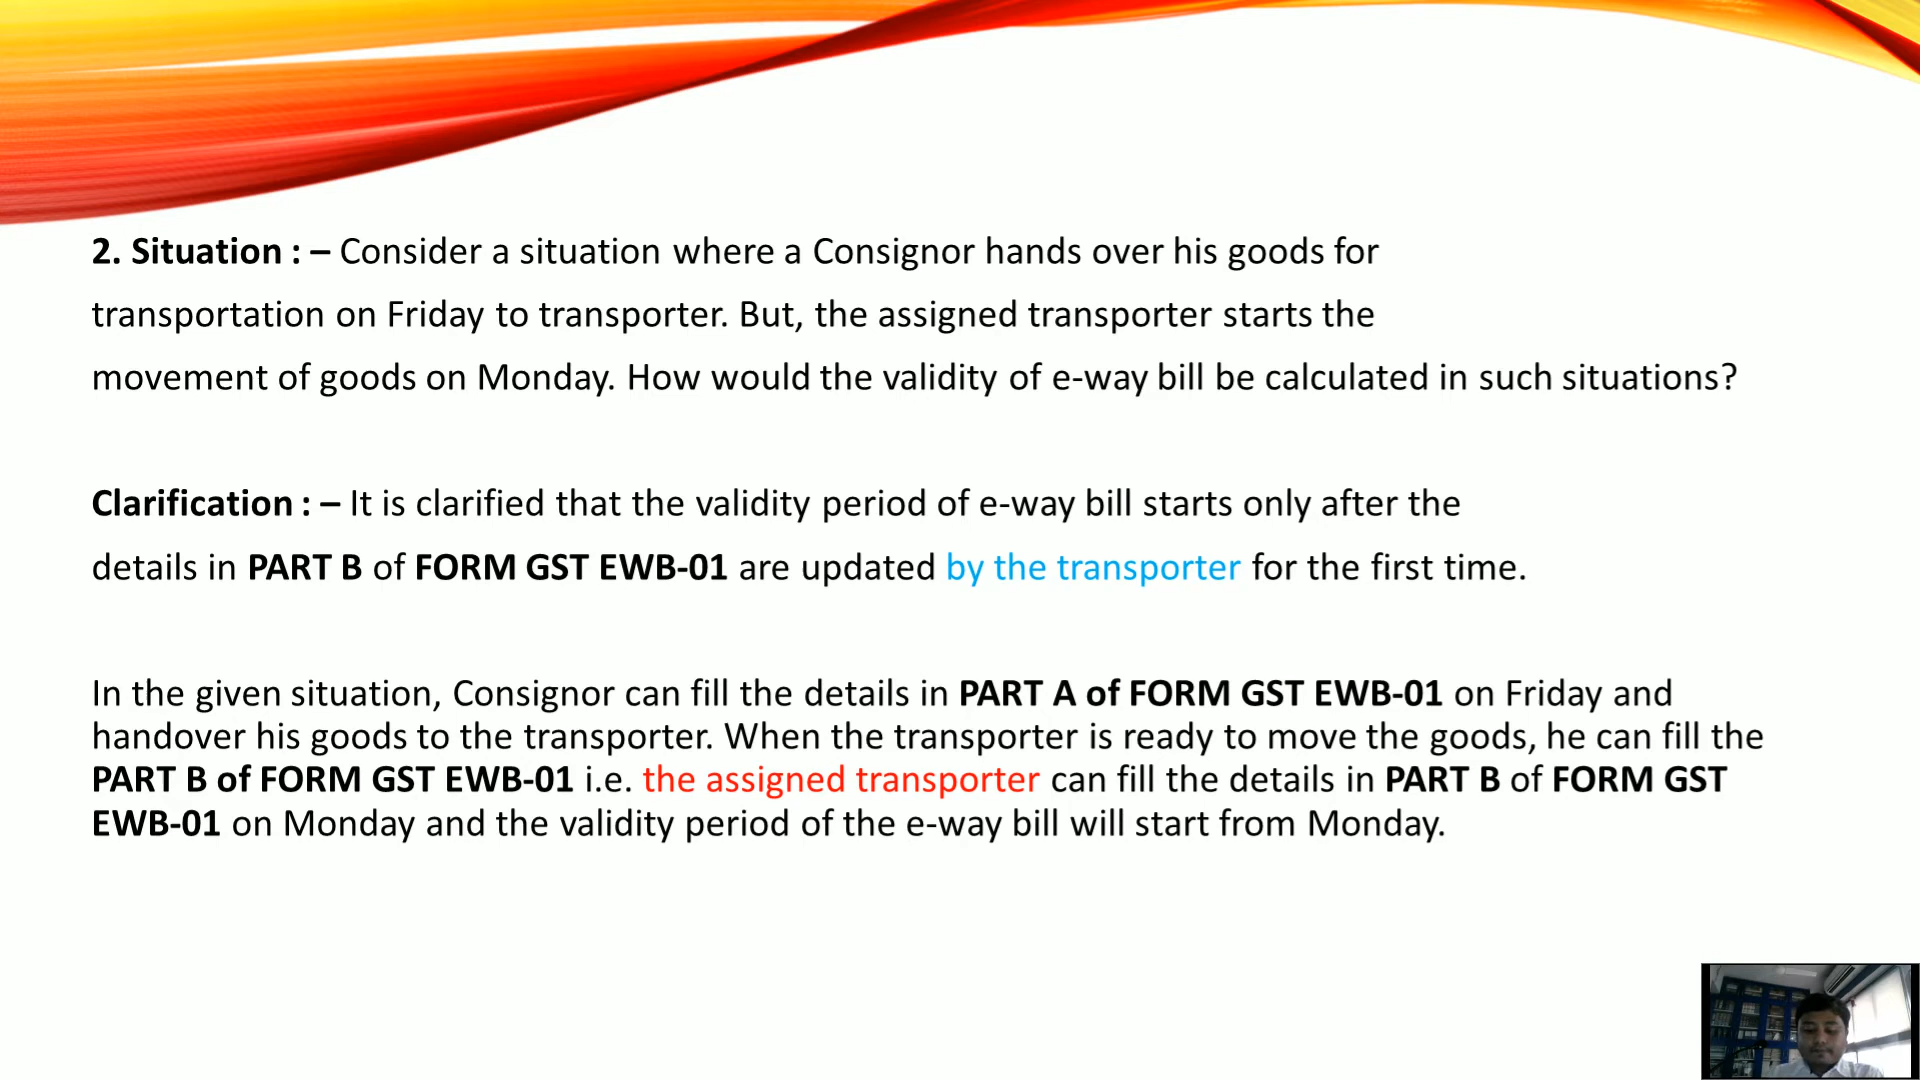 2. Situation : – Consider a situation where a Consignor hands over his goods for
transportation on Friday to transporter. But, the assigned transporter starts the
movement of goods on Monday. How would the validity of e-way bill be calculated in such situations?
Clarification : – It is clarified that the validity period of e-way bill starts only after the
details in PART B of FORM GST EWB-01 are updated by the transporter for the first time.
In the given situation, Consignor can fill the details in PART A of FORM GST EWB-01 on Friday and
handover his goods to the transporter. When the transporter is ready to move the goods, he can fill the
PART B of FORM GST EWB-01 i.e. the assigned transporter can fill the details in PART B of FORM GST
EWB-01 on Monday and the validity period of the e-way bill will start from Monday.